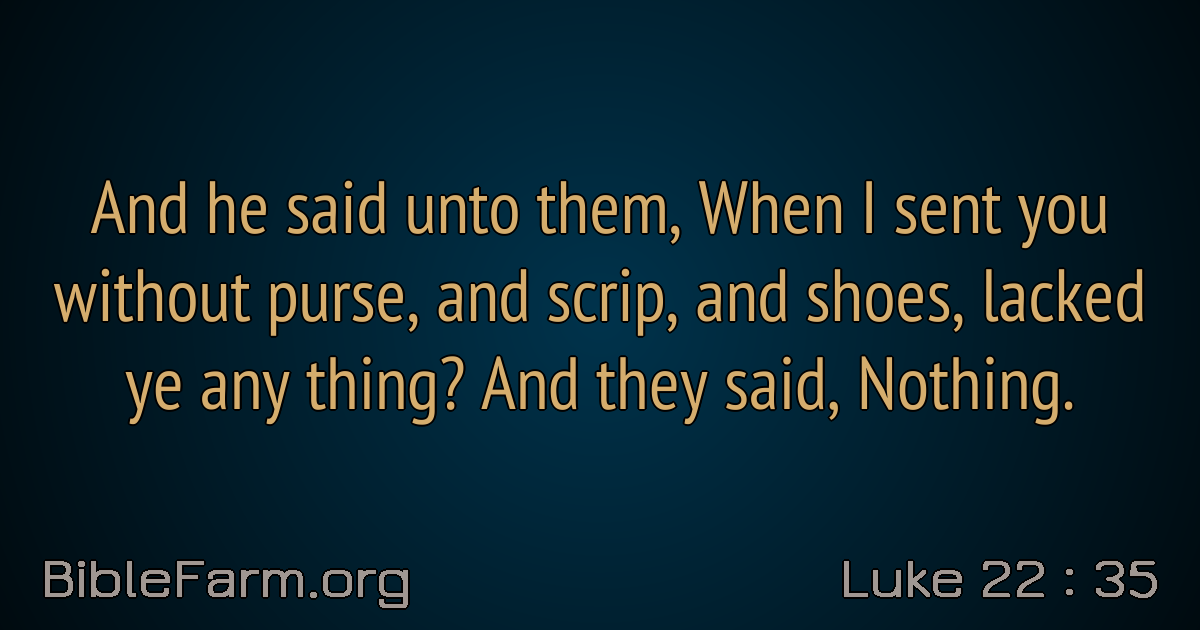 And he said unto them, When I sent you
without purse, and scrip, and shoes, lacked
ye any thing? And they said, Nothing.
BibleFarm.org
Luke 22 : 35